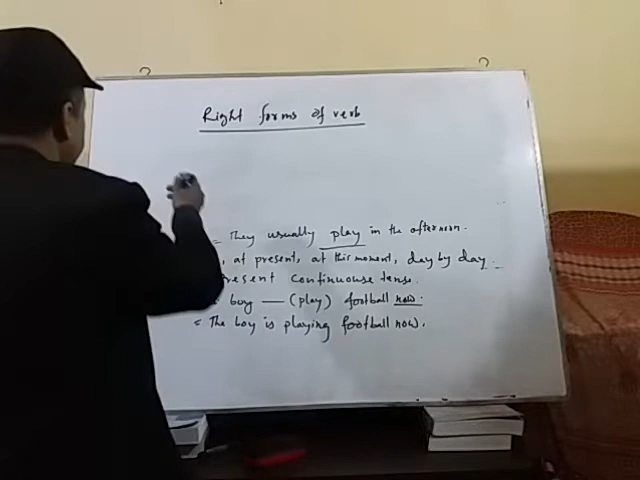 Right forms of verb
= They usually play in the afternoon.
, at present, at this moment, day by day.
resent continuouse tense.
boy — (play) football now.
= The boy is playing football now.